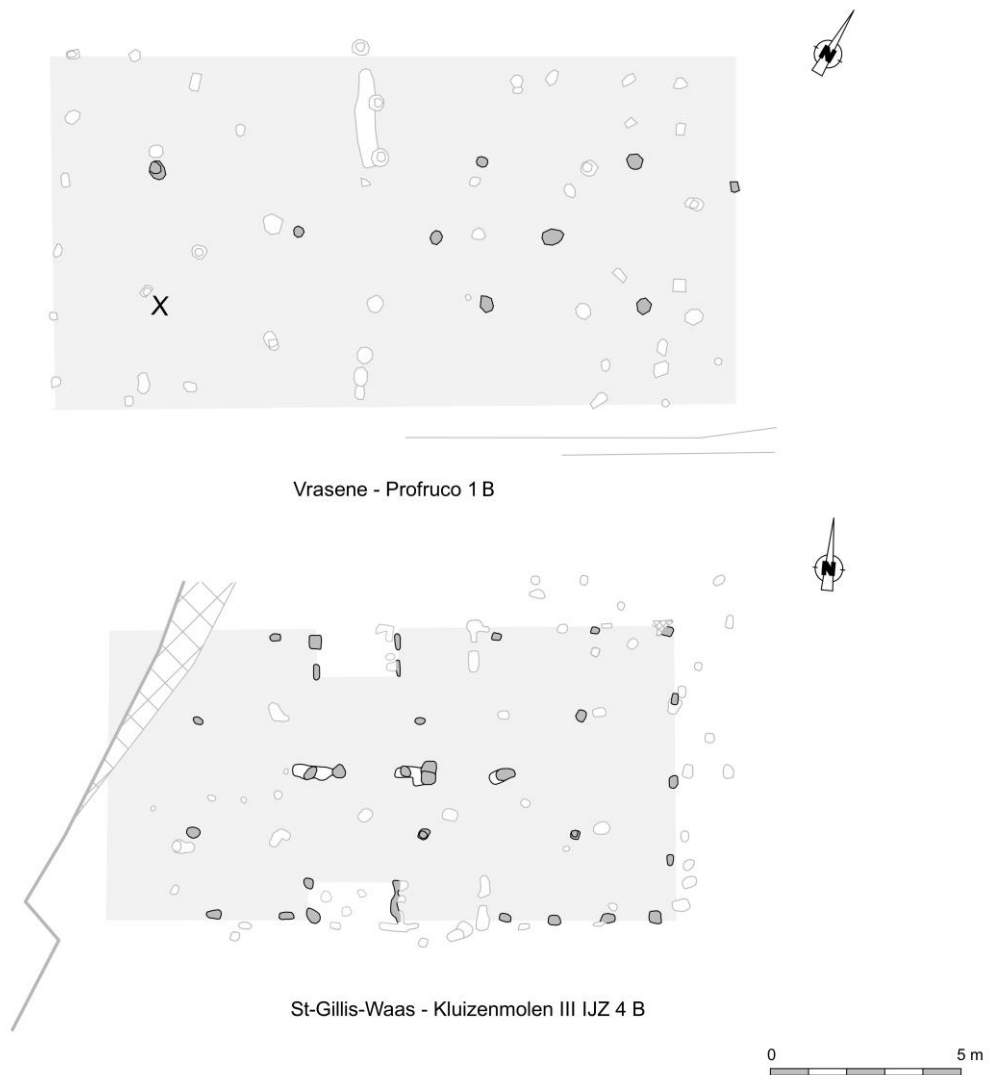 N
X
Vrasene - Profruco 1 B
N
St-Gillis-Waas - Kluizenmolen III IJZ 4 B
0 5 m